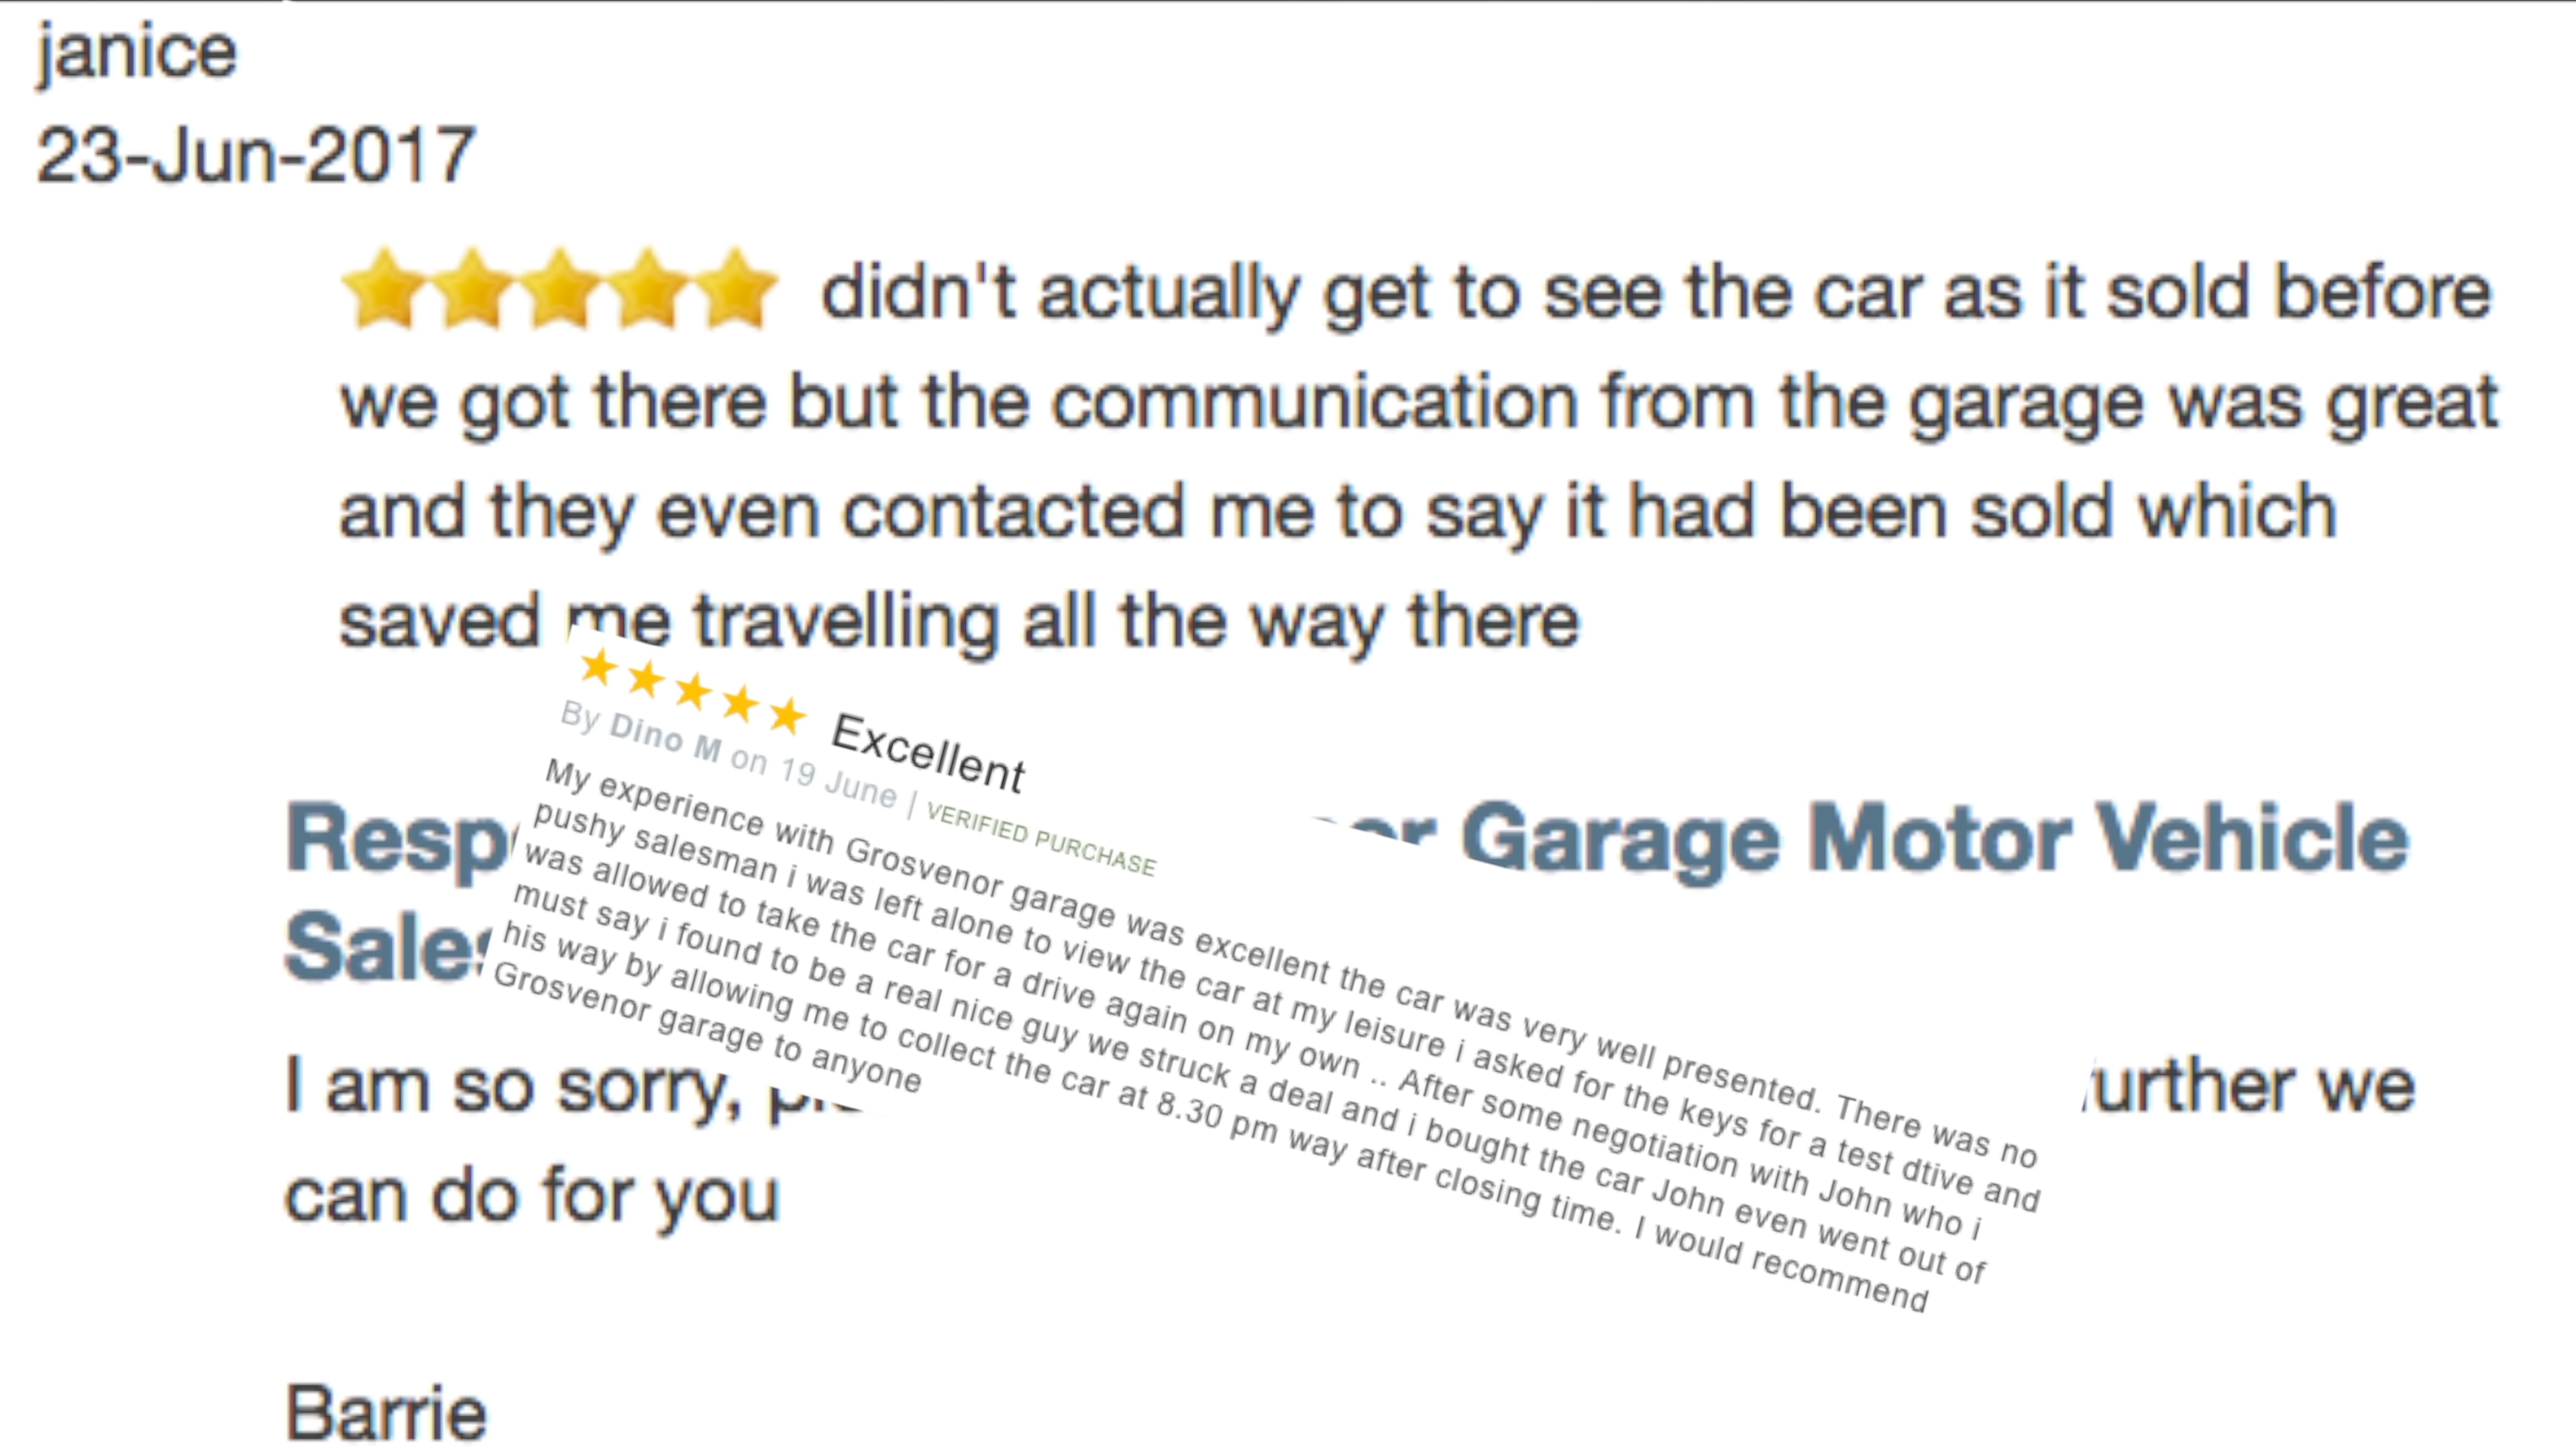 janice
23-Jun-2017
didn't actually get to see the car as it sold before
we got there but the communication from the garage was great
and they even contacted me to say it had been sold which
saved me travelling all the way there
Excellent
By Dino M on 19 June | VERIFIED PURCHASE
My experience with Grosvenor garage was excellent the car was very well presented. There was no
pushy salesman i was left alone to view the car at my leisure i asked for the keys for a test dtive and
was allowed to take the car for a drive again on my own .. After some negotiation with John who i
must say i found to be a real nice guy we struck a deal and i bought the car John even went out of
his way by allowing me to collect the car at 8.30 pm way after closing time. I would recommend
Grosvenor garage to anyone
Garage Motor Vehicle
I am so sorry, we
can do for you
Barrie